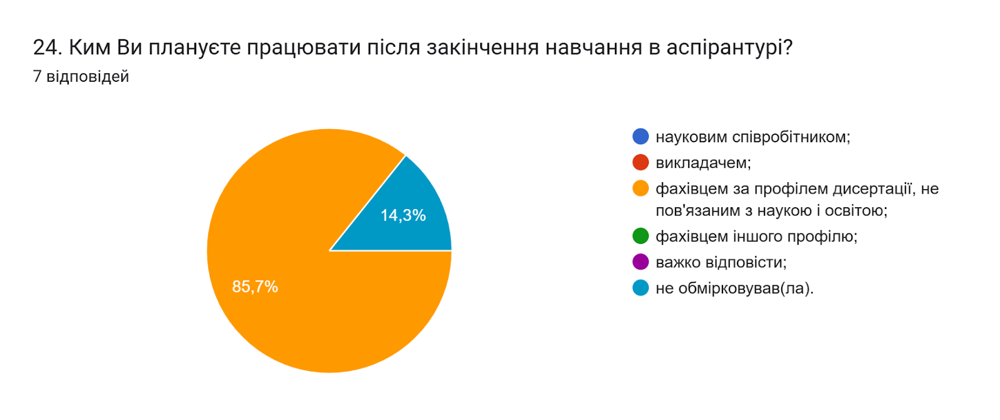 24. Ким Ви плануєте працювати після закінчення навчання в аспірантурі?
7 відповідей
науковим співробітником;
викладачем;
фахівцем за профілем дисертації, не
пов'язаним з наукою і освітою;
фахівцем іншого профілю;
важко відповісти;
не обмірковував(ла).
14,3%
85,7%